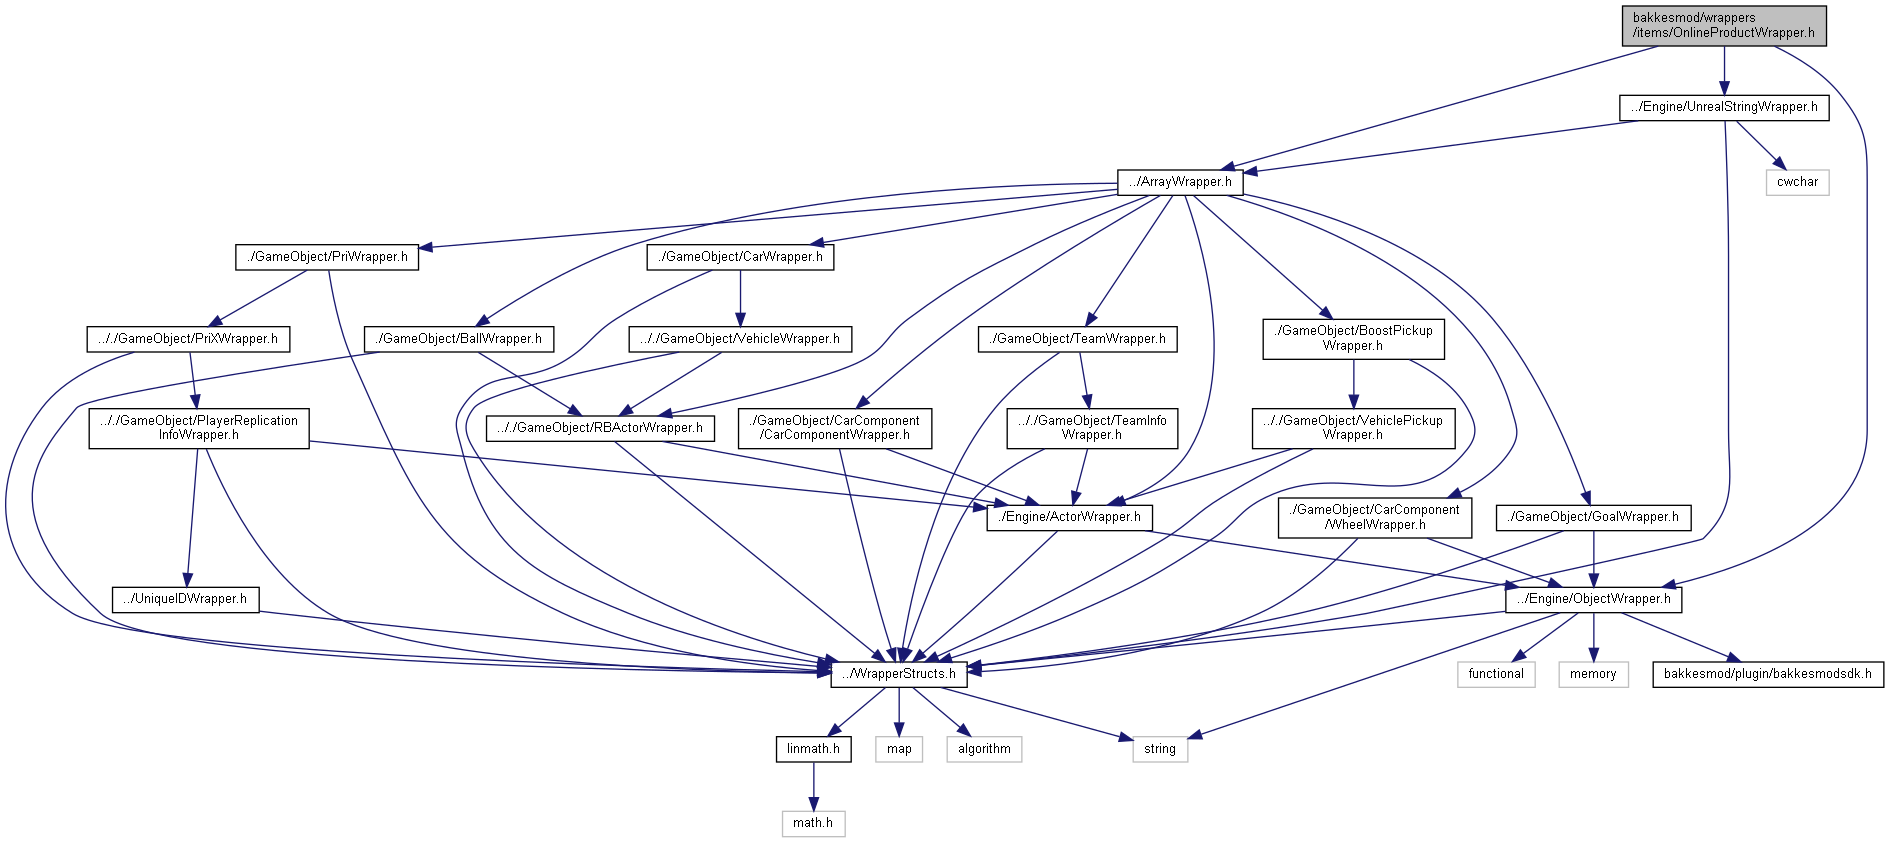 bakkesmod/wrappers
/items/OnlineProductWrapper.h
../Engine/UnrealStringWrapper.h
../ArrayWrapper.h
cwchar
./GameObject/PriWrapper.h
./GameObject/CarWrapper.h
.././GameObject/PriXWrapper.h
./GameObject/BallWrapper.h
.././GameObject/VehicleWrapper.h
./GameObject/TeamWrapper.h
./GameObject/BoostPickup
Wrapper.h
.././GameObject/PlayerReplication
InfoWrapper.h
.././GameObject/RBActorWrapper.h
./GameObject/CarComponent
/CarComponentWrapper.h
.././GameObject/TeamInfo
Wrapper.h
.././GameObject/VehiclePickup
Wrapper.h
./Engine/ActorWrapper.h
./GameObject/CarComponent
/WheelWrapper.h
./GameObject/GoalWrapper.h
../UniqueIDWrapper.h
../Engine/ObjectWrapper.h
../WrapperStructs.h
functional
memory
bakkesmod/plugin/bakkesmodsdk.h
linmath.h
map
algorithm
string
math.h